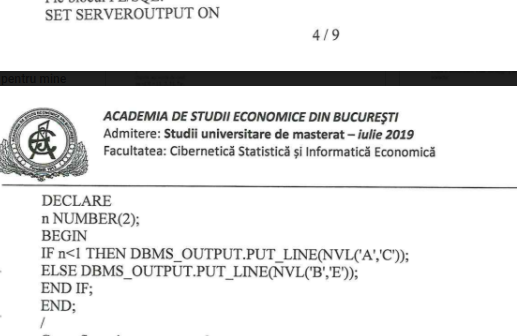 SET SERVEROUTPUT ON
4 / 9
pentru mine
ACADEMIA DE STUDII ECONOMICE DIN BUCUREȘTI
Admitere: Studii universitare de masterat – iulie 2019
Facultatea: Cibernetică Statistică și Informatică Economică
DECLARE
n NUMBER(2);
BEGIN
IF n<1 THEN DBMS_OUTPUT.PUT_LINE(NVL('A','C'));
ELSE DBMS_OUTPUT.PUT_LINE(NVL('B','E'));
END IF;
END;
/